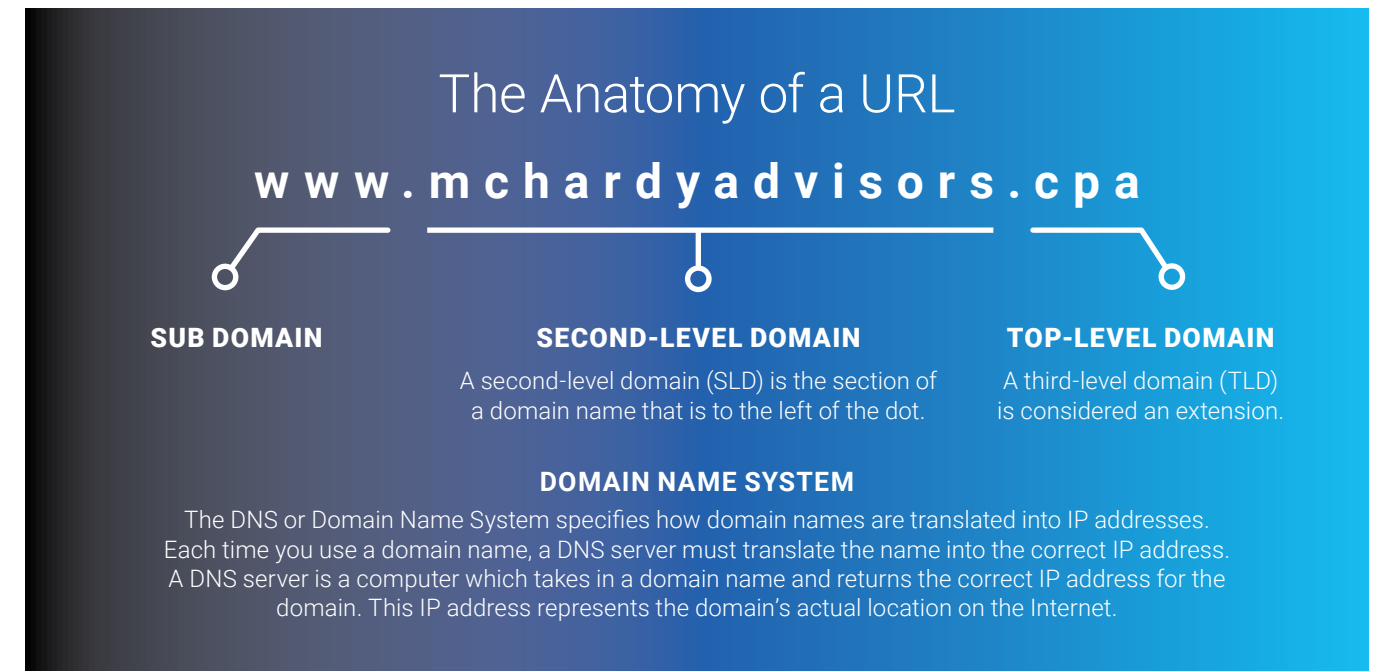 The Anatomy of a URL
www.mchardyadvisors.cpa
SUB DOMAIN
SECOND-LEVEL DOMAIN
A second-level domain (SLD) is the section of
a domain name that is to the left of the dot.
TOP-LEVEL DOMAIN
A third-level domain (TLD)
is considered an extension.
DOMAIN NAME SYSTEM
The DNS or Domain Name System specifies how domain names are translated into IP addresses.
Each time you use a domain name, a DNS server must translate the name into the correct IP address.
A DNS server is a computer which takes in a domain name and returns the correct IP address for the
domain. This IP address represents the domain's actual location on the Internet.